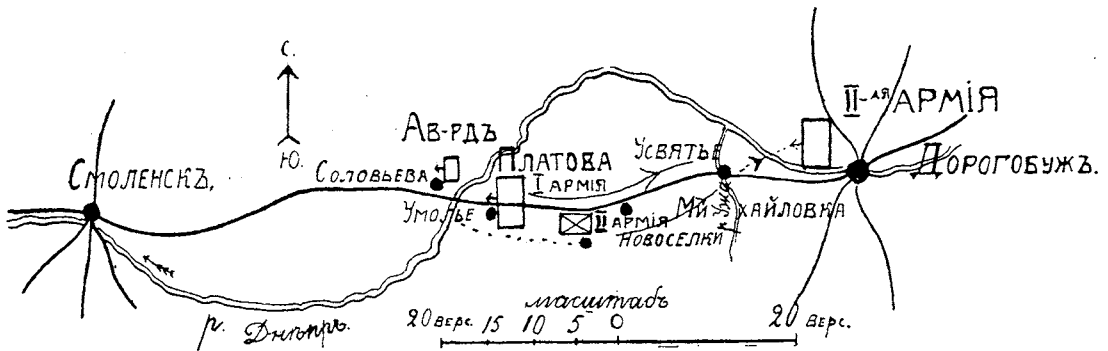 С.
II-ая АРМІЯ
АВ-РДЪ
Ю.
ПЛАТОВА
УСВЯТЬЕ
ДОРОГОБУЖЪ.
СМОЛЕНСКЪ,
СОЛОВЬЕВА
I АРМІЯ
УМОЛЬЕ
II АРМІЯ
р. Ужа
МИХАЙЛОВКА
НОВОСЕЛКИ
масштабъ
р. Днѣпръ.
20 ВЕРС. 15 10 5 0 20 ВЕРС.